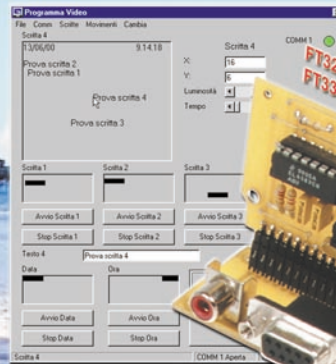 Programma Video
File Comm Scritte Movimenti Cambia
Scritta 4
13/06/00 9.14.18
Prova scritta 2
Prova scritta 1
Prova scritta 4
Prova scritta 3
Scritta 4
COMM 1
X: 16
Y: 6
Luminosità
Tempo
Scritta 1 Scritta 2 Scritta 3
Avvio Scritta 1 Avvio Scritta 2 Avvio Scritta 3
Stop Scritta 1 Stop Scritta 2 Stop Scritta 3
Testo 4 Prova scritta 4
Data Ora
Avvio Data Avvio Ora
Stop Data Stop Ora
Scritta 4 COMM 1 Aperta